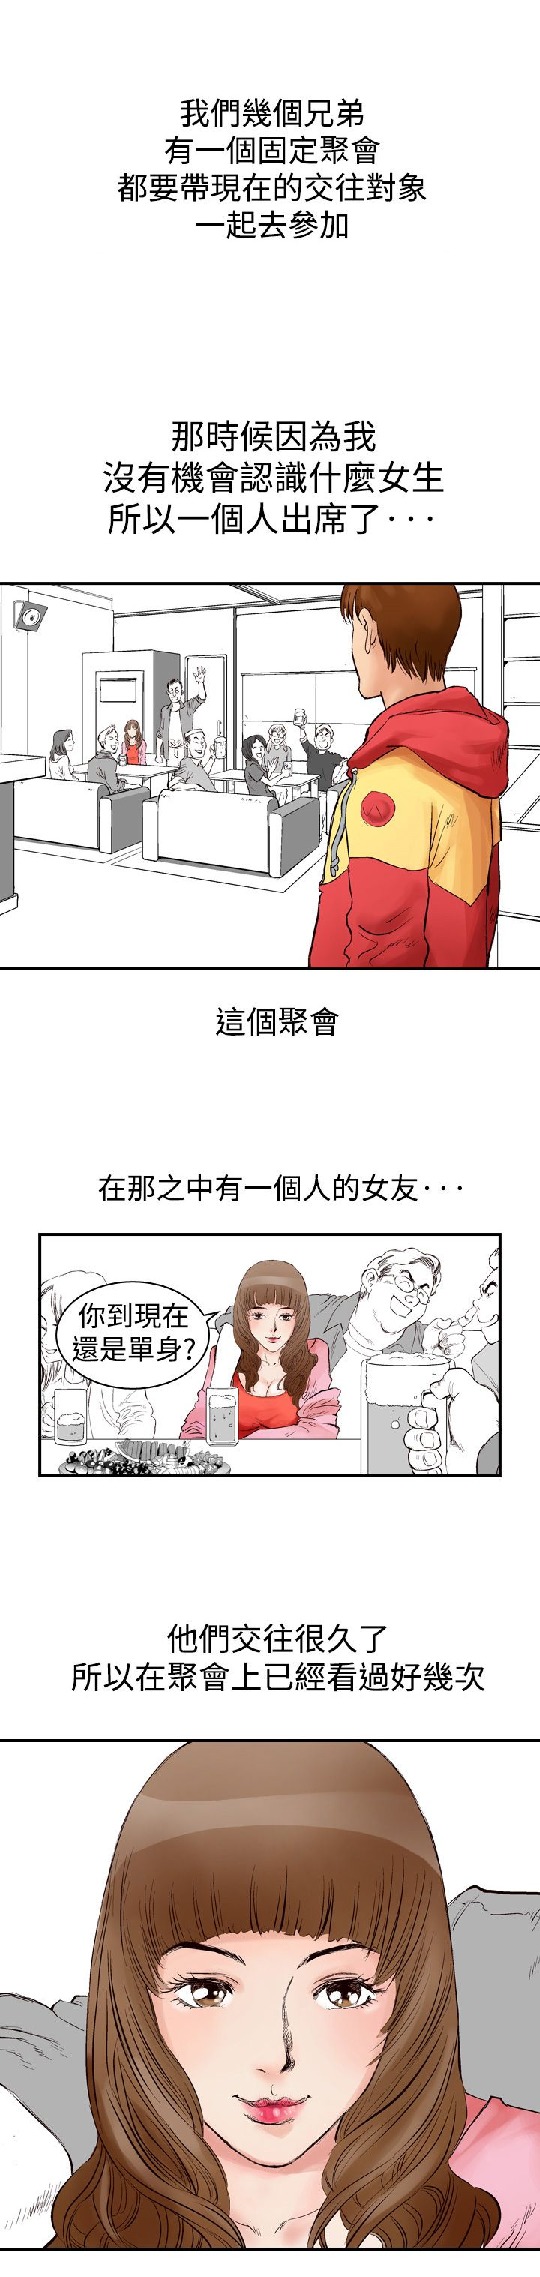 我們幾個兄弟
有一個固定聚會
都要帶現在的交往對象
一起去參加
那時候因為我
沒有機會認識什麼女生
所以一個人出席了···
這個聚會
在那之中有一個人的女友···
你到現在
還是單身?
他們交往很久了
所以在聚會上已經看過好幾次